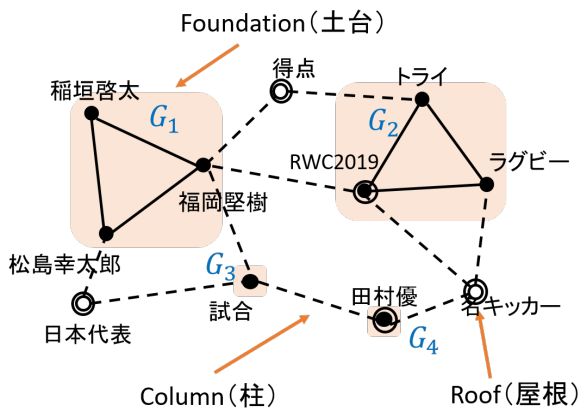 Foundation（土台）
得点
トライ
稲垣啓太
G1
G2
RWC2019
ラグビー
福岡堅樹
松島幸太郎
G3
試合
田村優
名キッカー
日本代表
G4
Column（柱）
Roof（屋根）